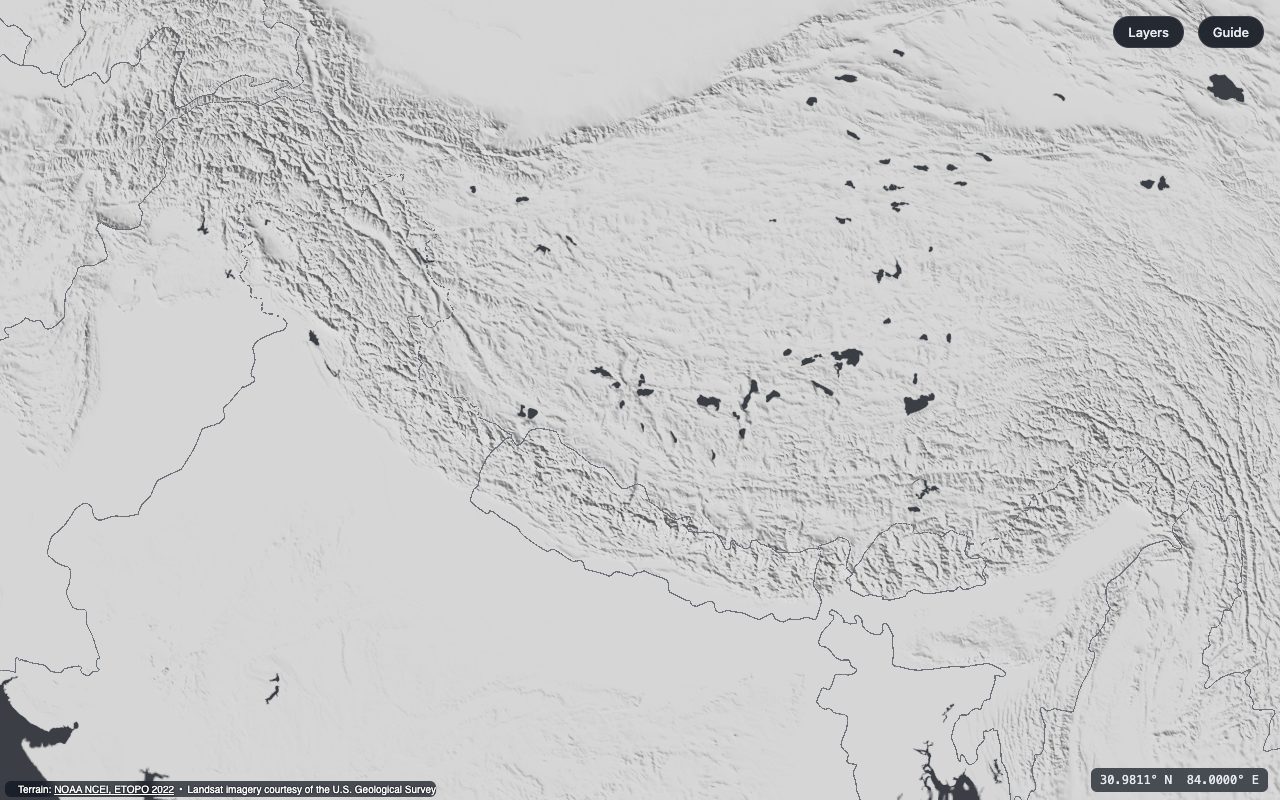 Layers
Guide
Terrain: NOAA NCEI, ETOPO 2022 • Landsat imagery courtesy of the U.S. Geological Survey
30.9811° N 84.0000° E